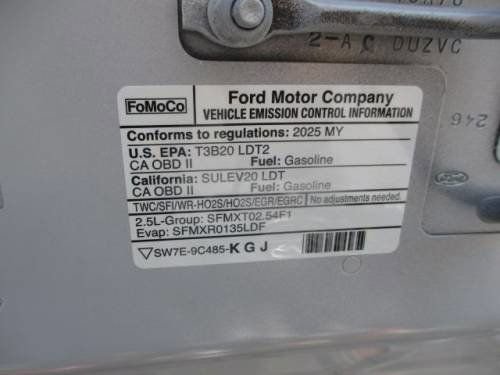 2-A C DUZVC
FoMoCo
Ford Motor Company
VEHICLE EMISSION CONTROL INFORMATION
Conforms to regulations: 2025 MY
U.S. EPA: T3B20 LDT2
CA OBD II Fuel: Gasoline
California: SULEV20 LDT
CA OBD II Fuel: Gasoline
TWC/SFI/WR-HO2S/HO2S/EGR/EGRC No adjustments needed.
2.5L-Group: SFMXT02.54F1
Evap: SFMXR0135LDF
SW7E-9C485-K G J
246